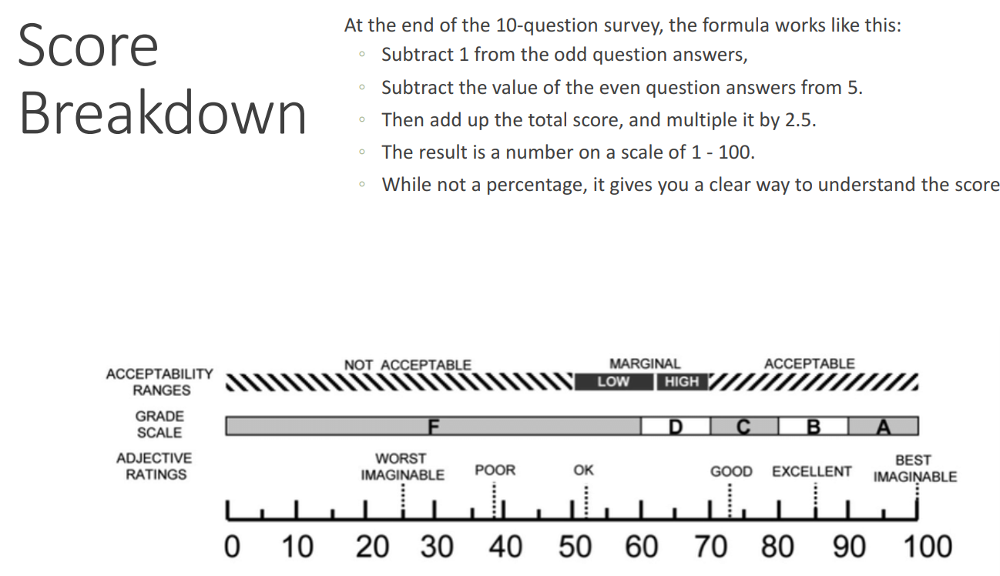 Score
Breakdown
At the end of the 10-question survey, the formula works like this:
◦ Subtract 1 from the odd question answers,
◦ Subtract the value of the even question answers from 5.
◦ Then add up the total score, and multiple it by 2.5.
◦ The result is a number on a scale of 1 - 100.
◦ While not a percentage, it gives you a clear way to understand the score
ACCEPTABILITY
RANGES
NOT ACCEPTABLE
MARGINAL
ACCEPTABLE
LOW HIGH
GRADE
SCALE
F D C B A
ADJECTIVE
RATINGS
WORST
IMAGINABLE
POOR
OK
GOOD
EXCELLENT
BEST
IMAGINABLE
0 10 20 30 40 50 60 70 80 90 100